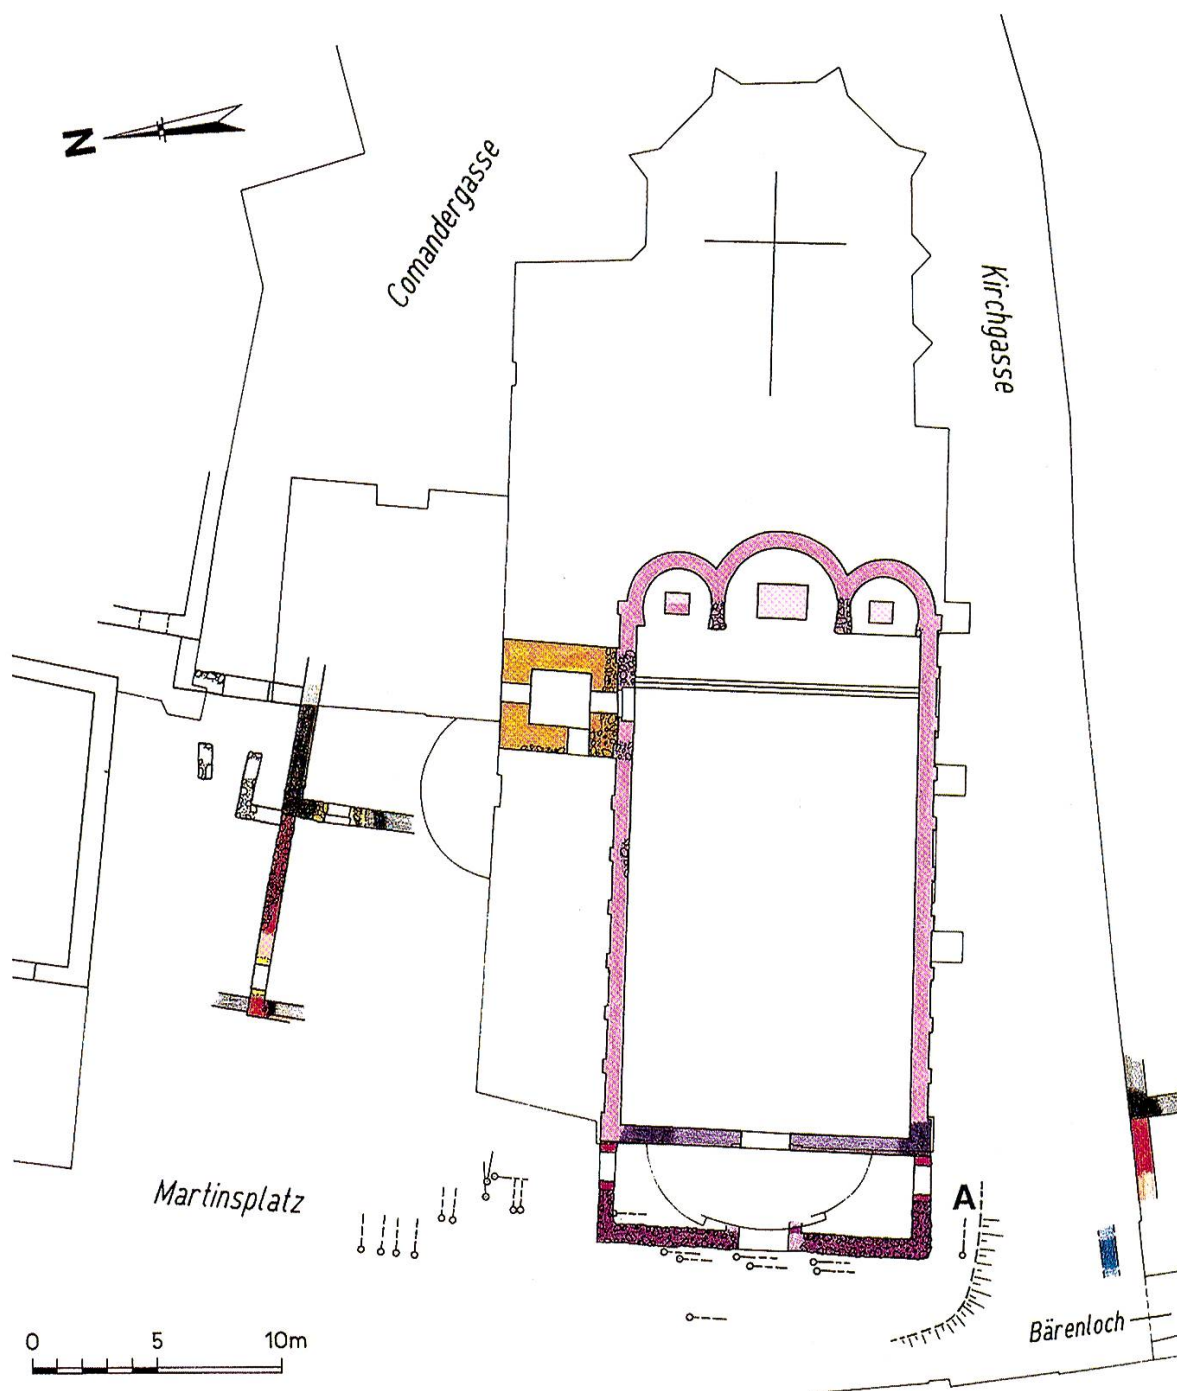 N
Comandergasse
Kirchgasse
Martinsplatz
A
Bärenloch
0 5 10m